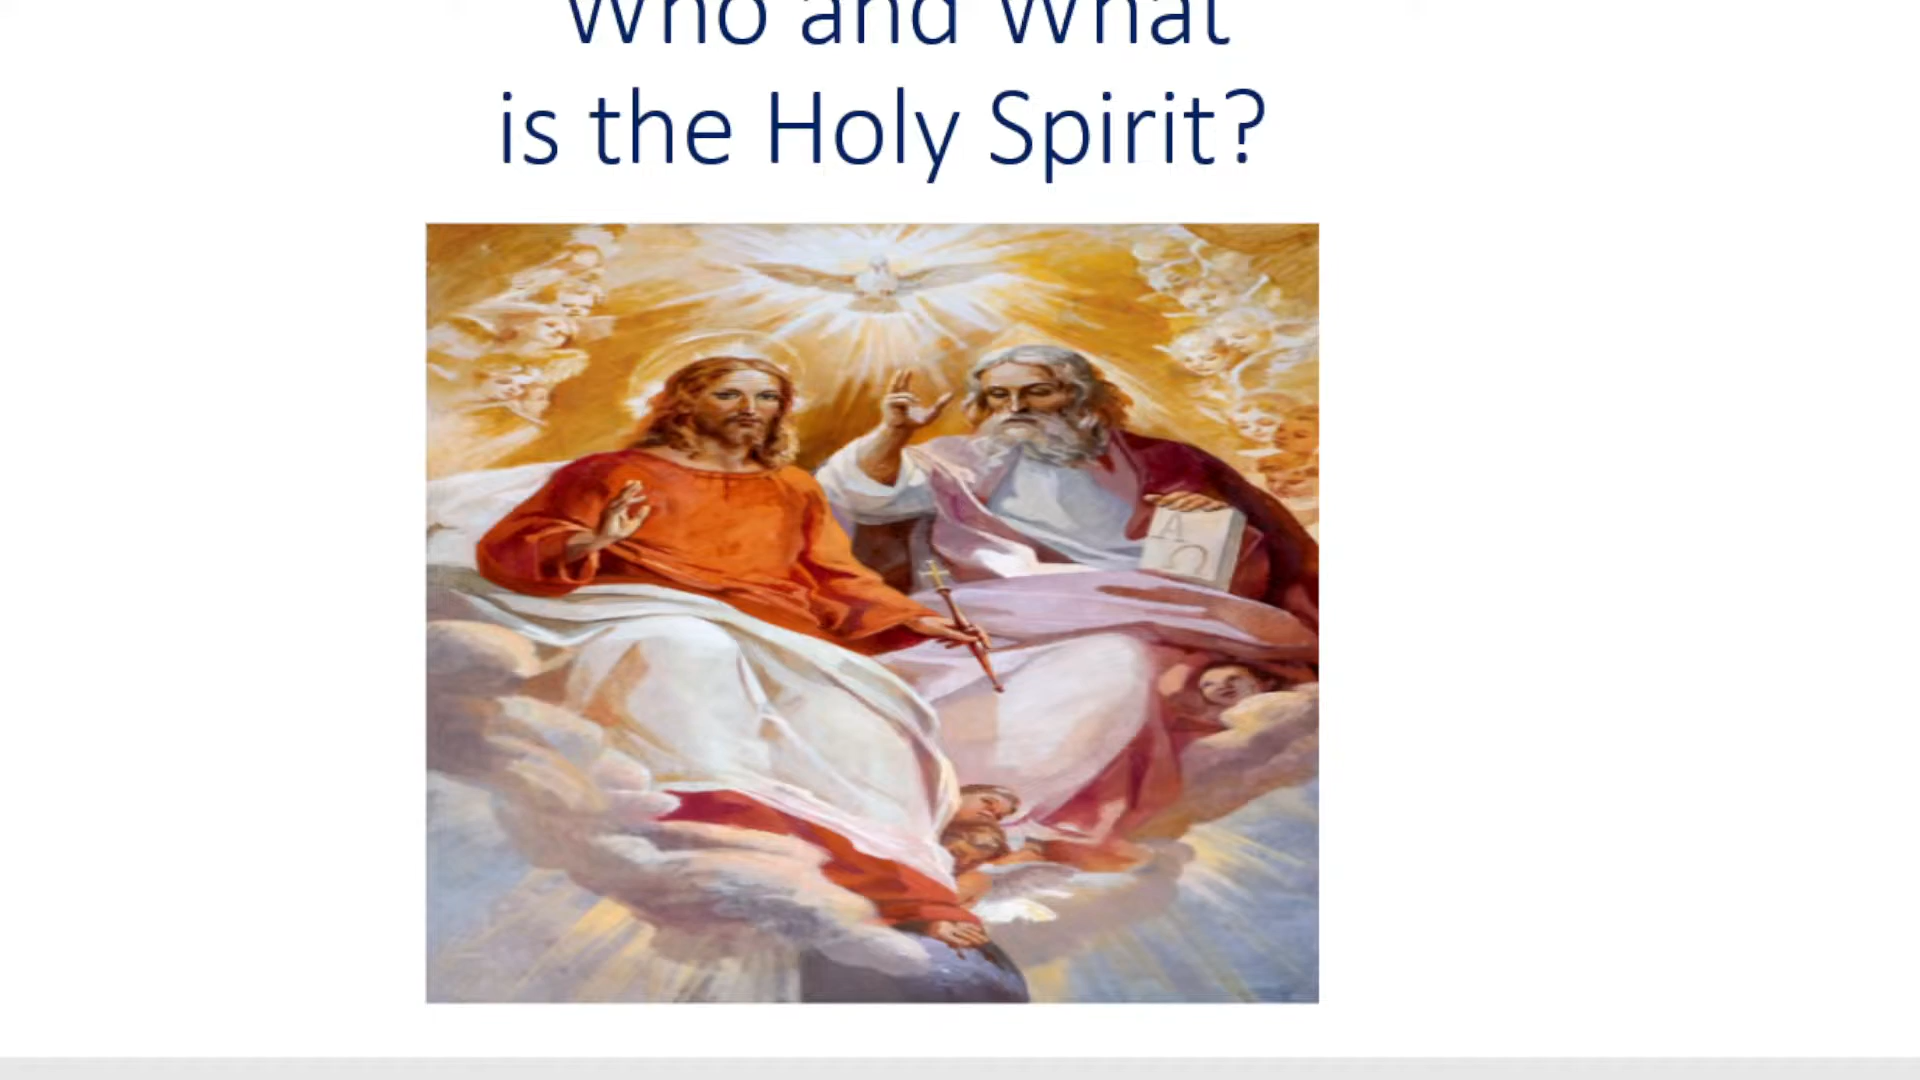 Who and What
is the Holy Spirit?
Α
Ω